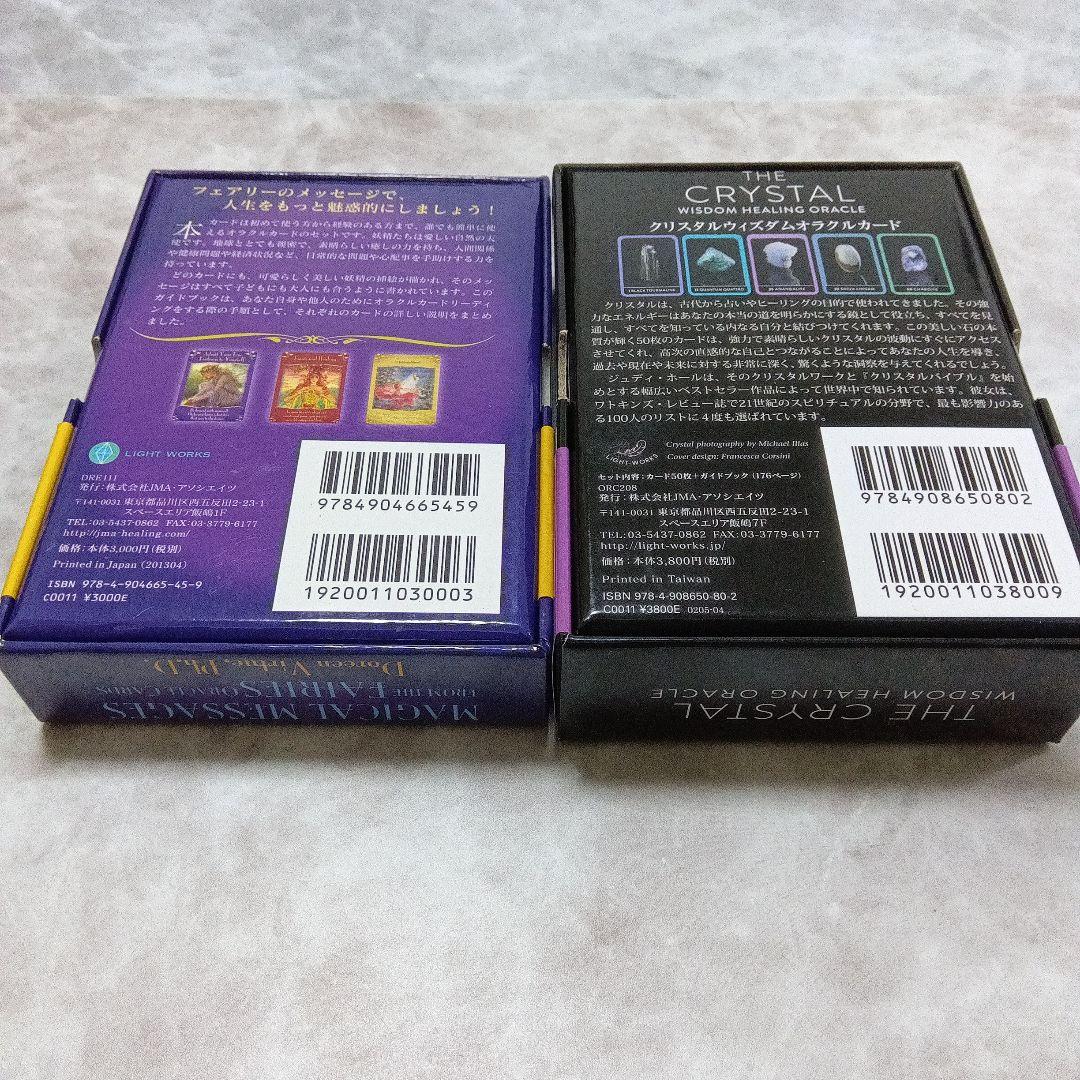 フェアリーのメッセージで、
人生をもっと魅惑的にしましょう！
本カードは初めて使う方から経験のある方まで、誰でも簡単に使
えるオラクルカードのセットです。妖精たちは愛しい自然の天
使です。地球ととても親密で、素晴らしい癒しの力を持ち、人間関係
や健康問題や経済状況など、日常的な問題や心配事を手助けする力を
持っています。
どのカードにも、可愛らしく美しい妖精の挿絵が描かれ、そのメッ
セージはすべて子どもにも大人にも合うように書かれています。この
ガイドブックは、あなた自身や他人のためにオラクルカードリーディ
ングをする際の手順として、それぞれのカードの詳しい説明をまとめ
ました。
LIGHT WORKS
DRE111
発行：株式会社JMA・アソシエイツ
〒141-0031 東京都品川区西五反田2-23-1
スペースエリア飯嶋1F
TEL:03-5437-0862 FAX:03-3779-6177
http://jma-healing.com/
価格：本体3,000円（税別）
Printed in Japan (201304)
ISBN 978-4-904665-45-9
C0011 ¥3000E
9784904665459
1920011030003
Doreen Virtue, Ph.D.
FROM THE FAIRIES ORACLE CARDS
MAGICAL MESSAGES
THE
CRYSTAL
WISDOM HEALING ORACLE
クリスタルウィズダムオラクルカード
1 BLACK TOURMALINE
クリスタルは、古代から占いやヒーリングの目的で使われてきました。その強
力なエネルギーはあなたの本当の道を明らかにする鏡として役立ち、すべてを見
通し、すべてを知っている内なる自分と結びつけてくれます。この美しい石の本
質が輝く50枚のカードは、強力で素晴らしいクリスタルの波動にすぐにアクセス
させてくれ、高次の直感的な自己とつながることによってあなたの人生を導き、
過去や現在や未来に対する非常に深く、驚くような洞察を与えてくれるでしょう。
ジュディ・ホールは、そのクリスタルワークと『クリスタルバイブル』を始
めとする幅広いベストセラー作品によって世界中で知られています。彼女は、
ワトキンズ・レビュー誌で21世紀のスピリチュアルの分野で、最も影響力のあ
る100人のリストに4度も選ばれています。
LIGHT WORKS
Crystal photography by Michael Illas
Cover design: Francesca Corsini
セット内容：カード50枚＋ガイドブック（176ページ）
ORC208
発行：株式会社JMA・アソシエイツ
〒141-0031 東京都品川区西五反田2-23-1
スペースエリア飯嶋1F
TEL:03-5437-0862 FAX:03-3779-6177
http://light-works.jp/
価格：本体3,800円（税別）
Printed in Taiwan
ISBN 978-4-908650-80-2
C0011 ¥3800E 0205-04
9784908650802
1920011038009
WISDOM HEALING ORACLE
THE CRYSTAL